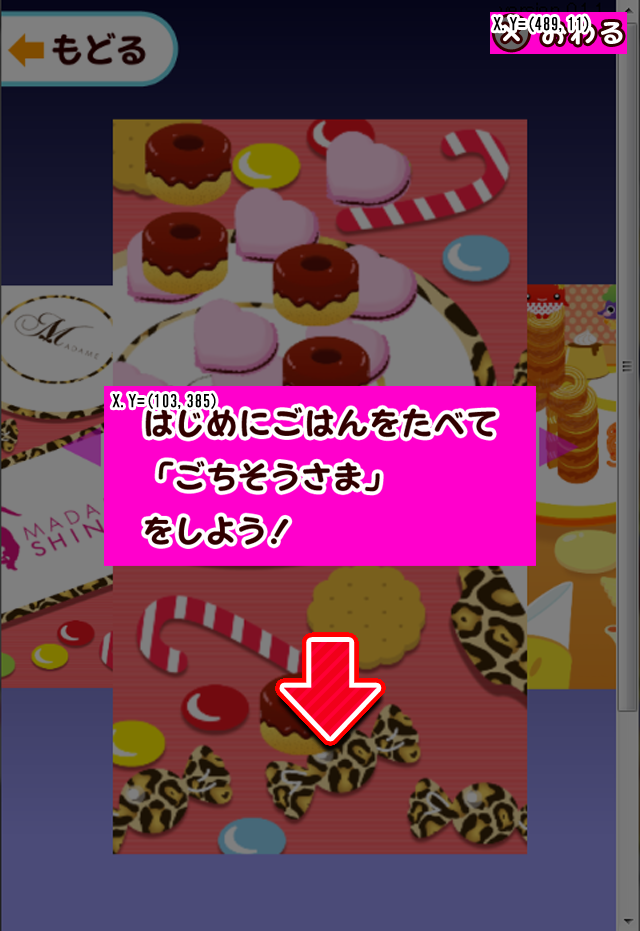 もどる
X.Y=(489,11)
おわる
M
MADAME
X.Y=(103,385)
はじめにごはんをたべて
「ごちそうさま」
をしよう!
MADA
SHIN